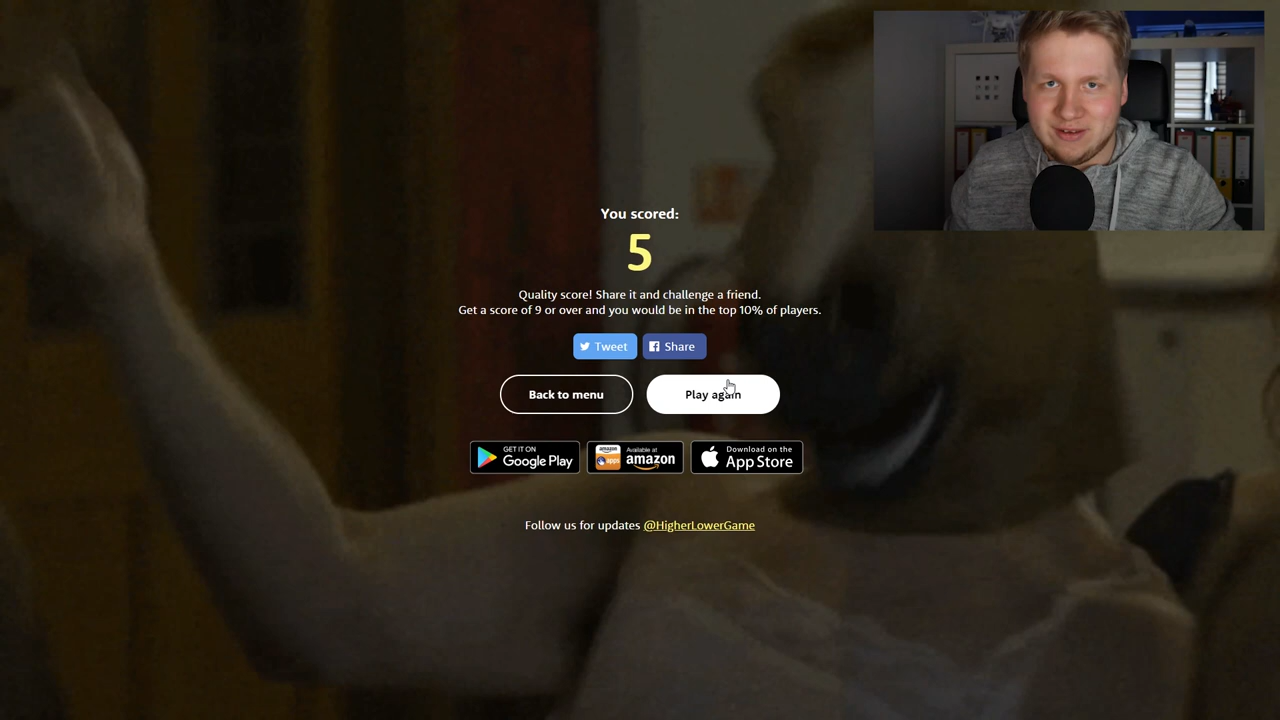 You scored:
5
Quality score! Share it and challenge a friend.
Get a score of 9 or over and you would be in the top 10% of players.
Tweet
Share
Back to menu
Play again
GET IT ON
Google Play
amazon
apps
Available at
amazon
Download on the
App Store
Follow us for updates @HigherLowerGame